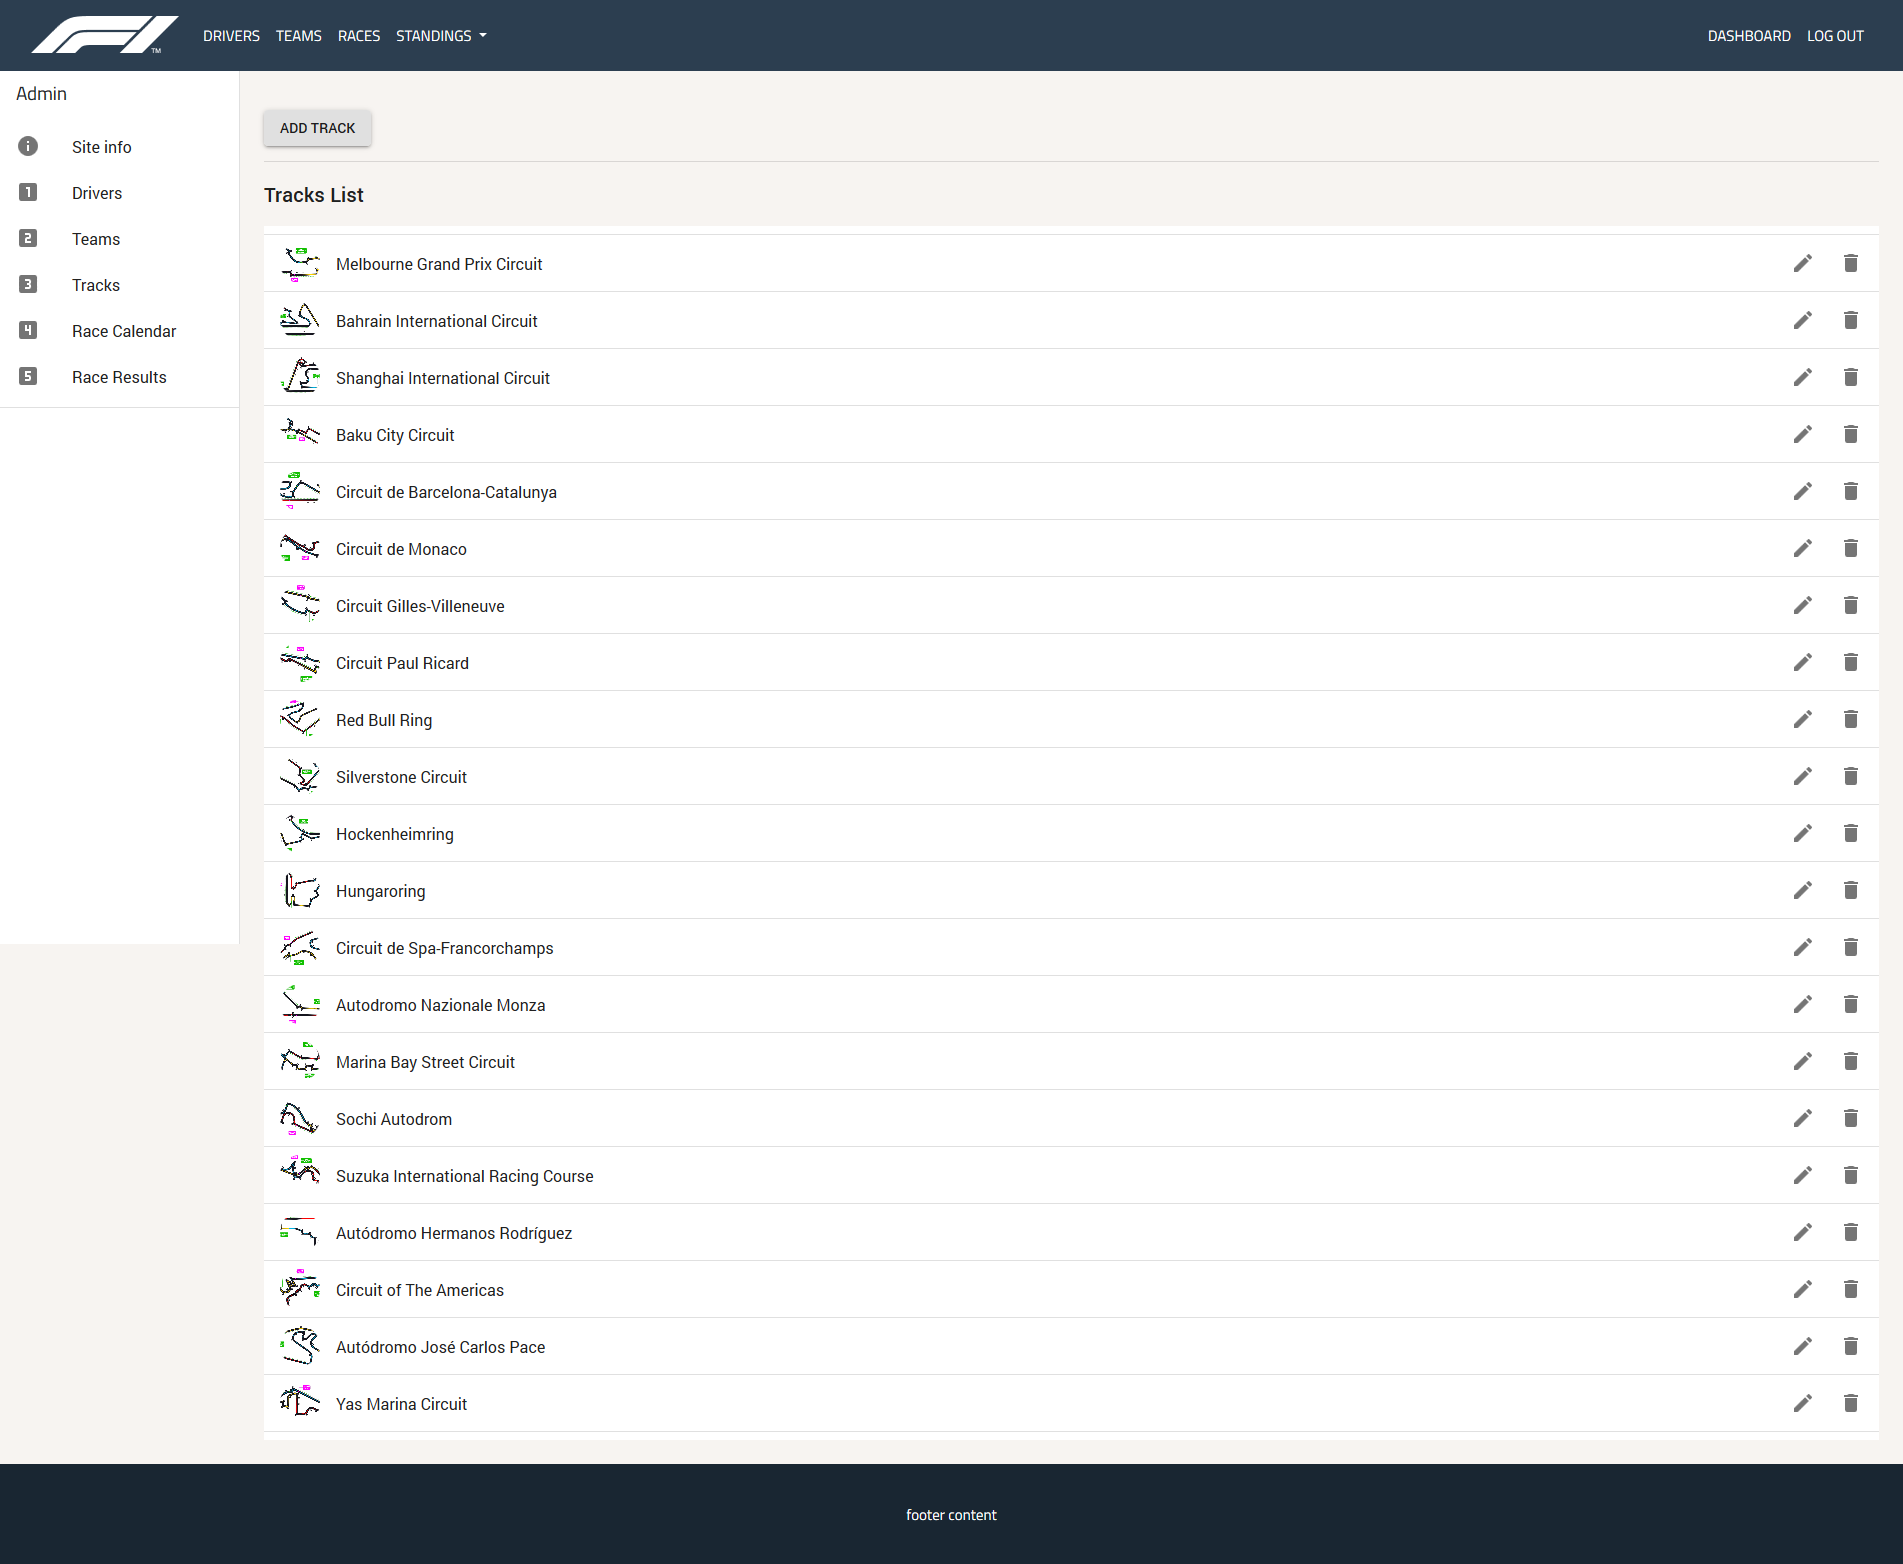 F1 TM
DRIVERS TEAMS RACES STANDINGS
DASHBOARD LOG OUT
Admin
Site info
1 Drivers
2 Teams
3 Tracks
4 Race Calendar
5 Race Results
ADD TRACK
Tracks List
Melbourne Grand Prix Circuit
Bahrain International Circuit
Shanghai International Circuit
Baku City Circuit
Circuit de Barcelona-Catalunya
Circuit de Monaco
Circuit Gilles-Villeneuve
Circuit Paul Ricard
Red Bull Ring
Silverstone Circuit
Hockenheimring
Hungaroring
Circuit de Spa-Francorchamps
Autodromo Nazionale Monza
Marina Bay Street Circuit
Sochi Autodrom
Suzuka International Racing Course
Autódromo Hermanos Rodríguez
Circuit of The Americas
Autódromo José Carlos Pace
Yas Marina Circuit
footer content